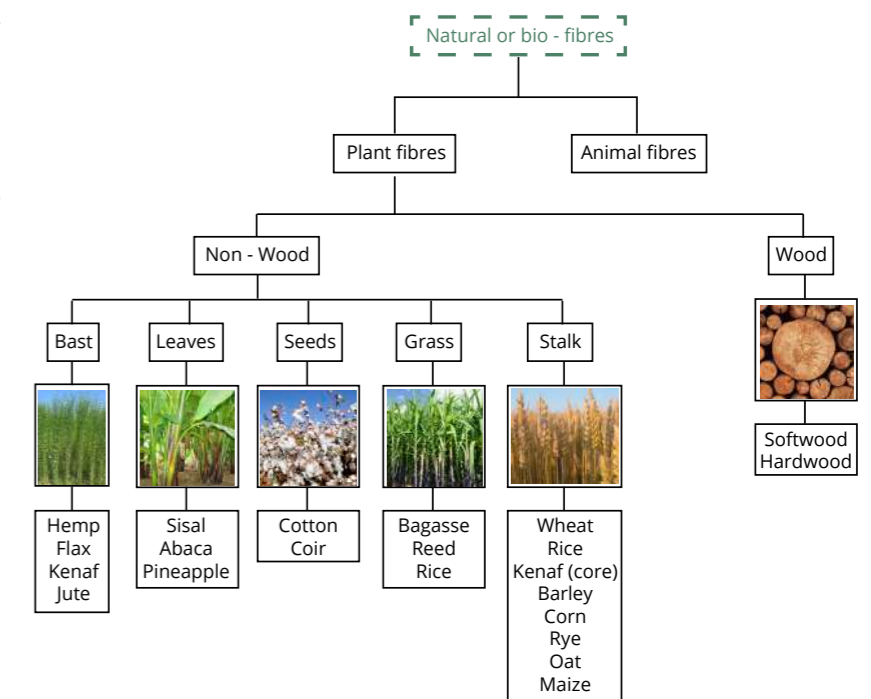 Natural or bio - fibres
Plant fibres
Animal fibres
Non - Wood
Wood
Bast
Leaves
Seeds
Grass
Stalk
Softwood
Hardwood
Hemp
Flax
Kenaf
Jute
Sisal
Abaca
Pineapple
Cotton
Coir
Bagasse
Reed
Rice
Wheat
Rice
Kenaf (core)
Barley
Corn
Rye
Oat
Maize